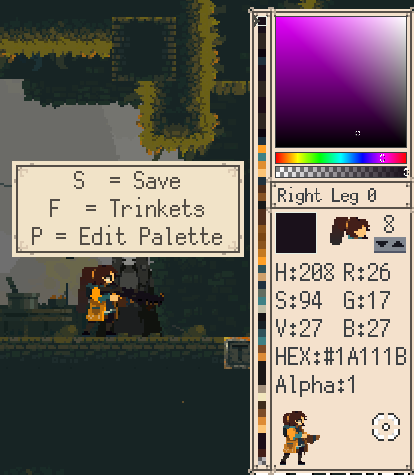 S = Save
F = Trinkets
P = Edit Palette
Right Leg 0
8
H:208 R:26
S:94 G:17
V:27 B:27
HEX:#1A111B
Alpha:1